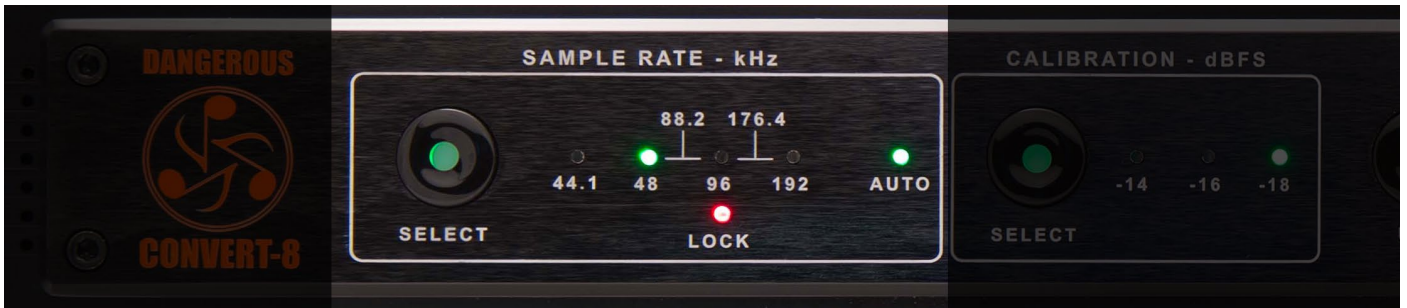 DANGEROUS
CONVERT-8
SAMPLE RATE - kHz
88.2 176.4
44.1 48 96 192 AUTO
SELECT
LOCK
CALIBRATION - dBFS
-14 -16 -18
SELECT